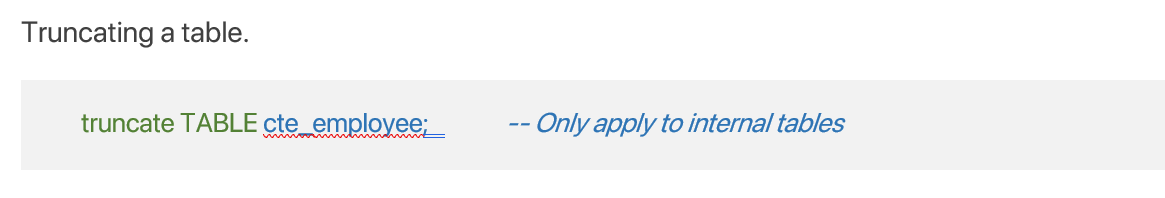 Truncating a table.
truncate TABLE cte_employee; -- Only apply to internal tables